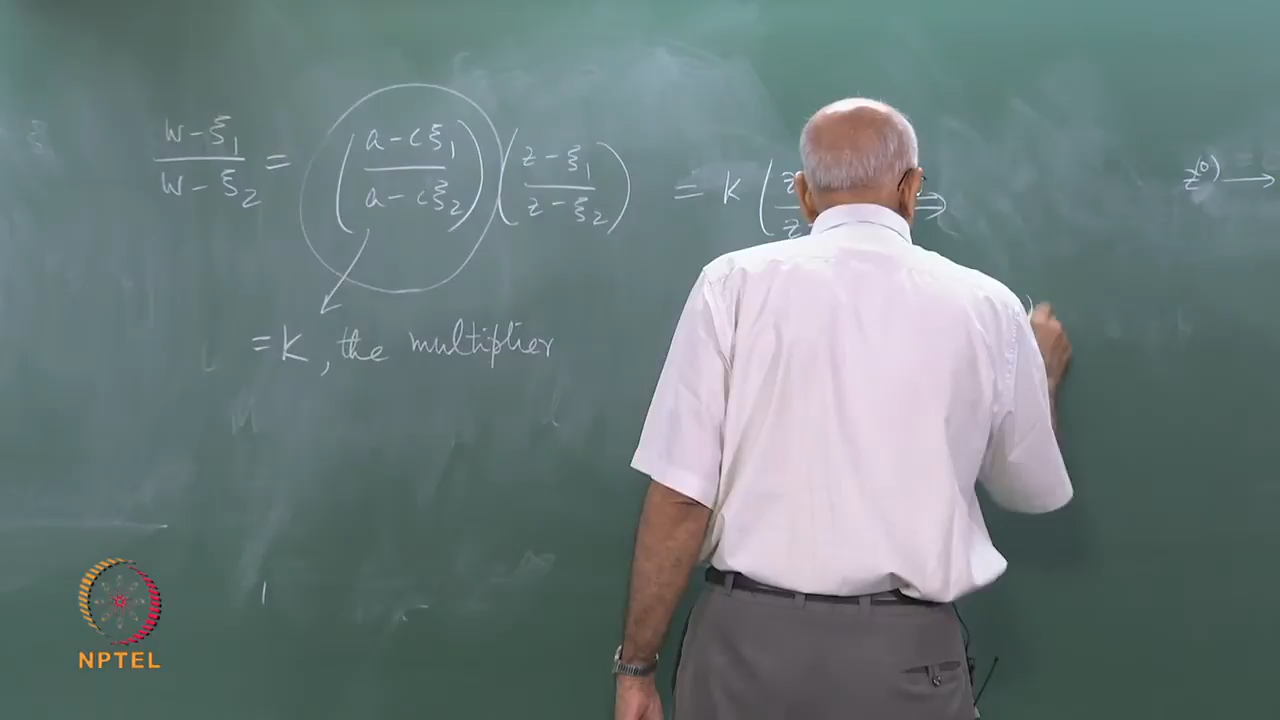 (w-ξ₁)/(w-ξ₂) = ((a-cξ₁)/(a-cξ₂)) ((z-ξ₁)/(z-ξ₂)) = K (z/z ⇒
z⁽⁰⁾ →
= K, the multiplier
NPTEL